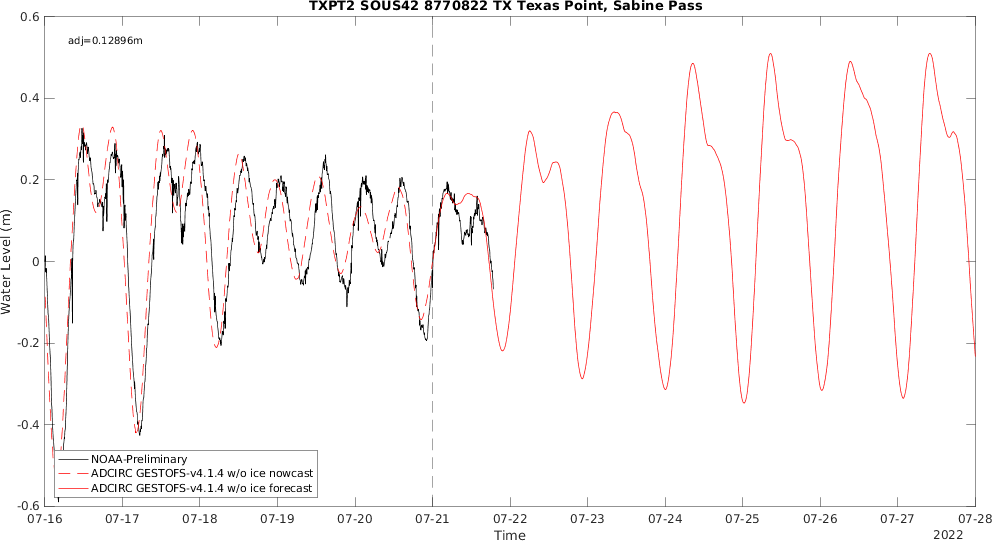 TXPT2 SOUS42 8770822 TX Texas Point, Sabine Pass
adj=0.12896m
0.6
0.4
0.2
0
-0.2
-0.4
-0.6
Water Level (m)
NOAA-Preliminary
ADCIRC GESTOFS-v4.1.4 w/o ice nowcast
ADCIRC GESTOFS-v4.1.4 w/o ice forecast
07-16 07-17 07-18 07-19 07-20 07-21 07-22 07-23 07-24 07-25 07-26 07-27 07-28
Time
2022